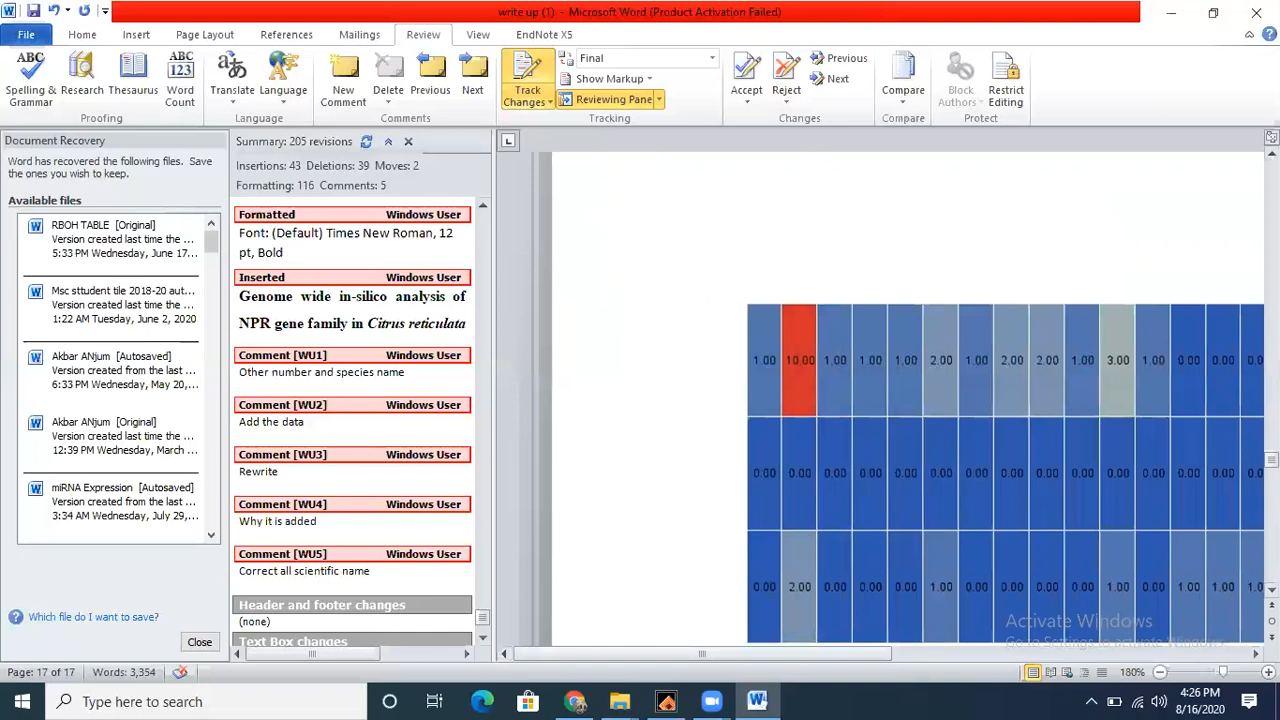 write up (1) - Microsoft Word (Product Activation Failed)
File Home Insert Page Layout References Mailings Review View EndNote X5
ABC
Spelling & Grammar
Research
Thesaurus
ABC 123
Word Count
Proofing
Translate
Language
Language
New Comment
Delete
Previous
Next
Comments
Track Changes
Final
Show Markup
Reviewing Pane
Tracking
Accept
Reject
Previous
Next
Changes
Compare
Compare
Block Authors
Restrict Editing
Protect
Document Recovery
Word has recovered the following files. Save
the ones you wish to keep.
Available files
RBOH TABLE [Original]
Version created last time the ...
5:33 PM Wednesday, June 17...
Msc sttudent tile 2018-20 aut...
Version created last time the ...
1:22 AM Tuesday, June 2, 2020
Akbar ANjum [Autosaved]
Version created from the last ...
6:33 PM Wednesday, May 20,...
Akbar ANjum [Original]
Version created from the last ...
12:39 PM Wednesday, March ...
miRNA Expression [Autosaved]
Version created from the last ...
3:34 AM Wednesday, July 29,...
Which file do I want to save?
Close
Summary: 205 revisions
Insertions: 43 Deletions: 39 Moves: 2
Formatting: 116 Comments: 5
Formatted Windows User
Font: (Default) Times New Roman, 12
pt, Bold
Inserted Windows User
Genome wide in-silico analysis of
NPR gene family in Citrus reticulata
Comment [WU1] Windows User
Other number and species name
Comment [WU2] Windows User
Add the data
Comment [WU3] Windows User
Rewrite
Comment [WU4] Windows User
Why it is added
Comment [WU5] Windows User
Correct all scientific name
Header and footer changes
(none)
Text Box changes
1.00 10.00 1.00 1.00 1.00 2.00 1.00 2.00 2.00 1.00 3.00 1.00 0.00 0.00 0.0
0.00 0.00 0.00 0.00 0.00 0.00 0.00 0.00 0.00 0.00 0.00 0.00 0.00 0.00 0.0
0.00 2.00 0.00 0.00 0.00 1.00 0.00 0.00 0.00 0.00 1.00 0.00 1.00 1.00 1.0
Activate Windows
Go to Settings to activate Windows.
Page: 17 of 17 Words: 3,354 180%
Type here to search
4:26 PM
8/16/2020